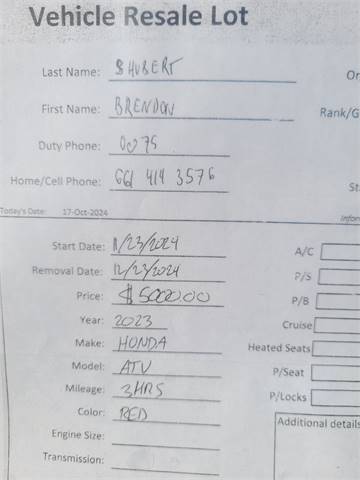 Vehicle Resale Lot
Last Name: SHUBERT
First Name: BRENDON
Rank/G
Duty Phone: 0075
Home/Cell Phone: 661 414 3576
St
Today's Date: 17-Oct-2024
Start Date: 11/23/2024
A/C
Removal Date: 12/23/2024
P/S
Price: $5000.00
P/B
Year: 2023
Cruise
Make: HONDA
Heated Seats
Model: ATV
P/Seat
Mileage: 3HRS
P/Locks
Color: RED
Additional details
Engine Size:
Transmission: